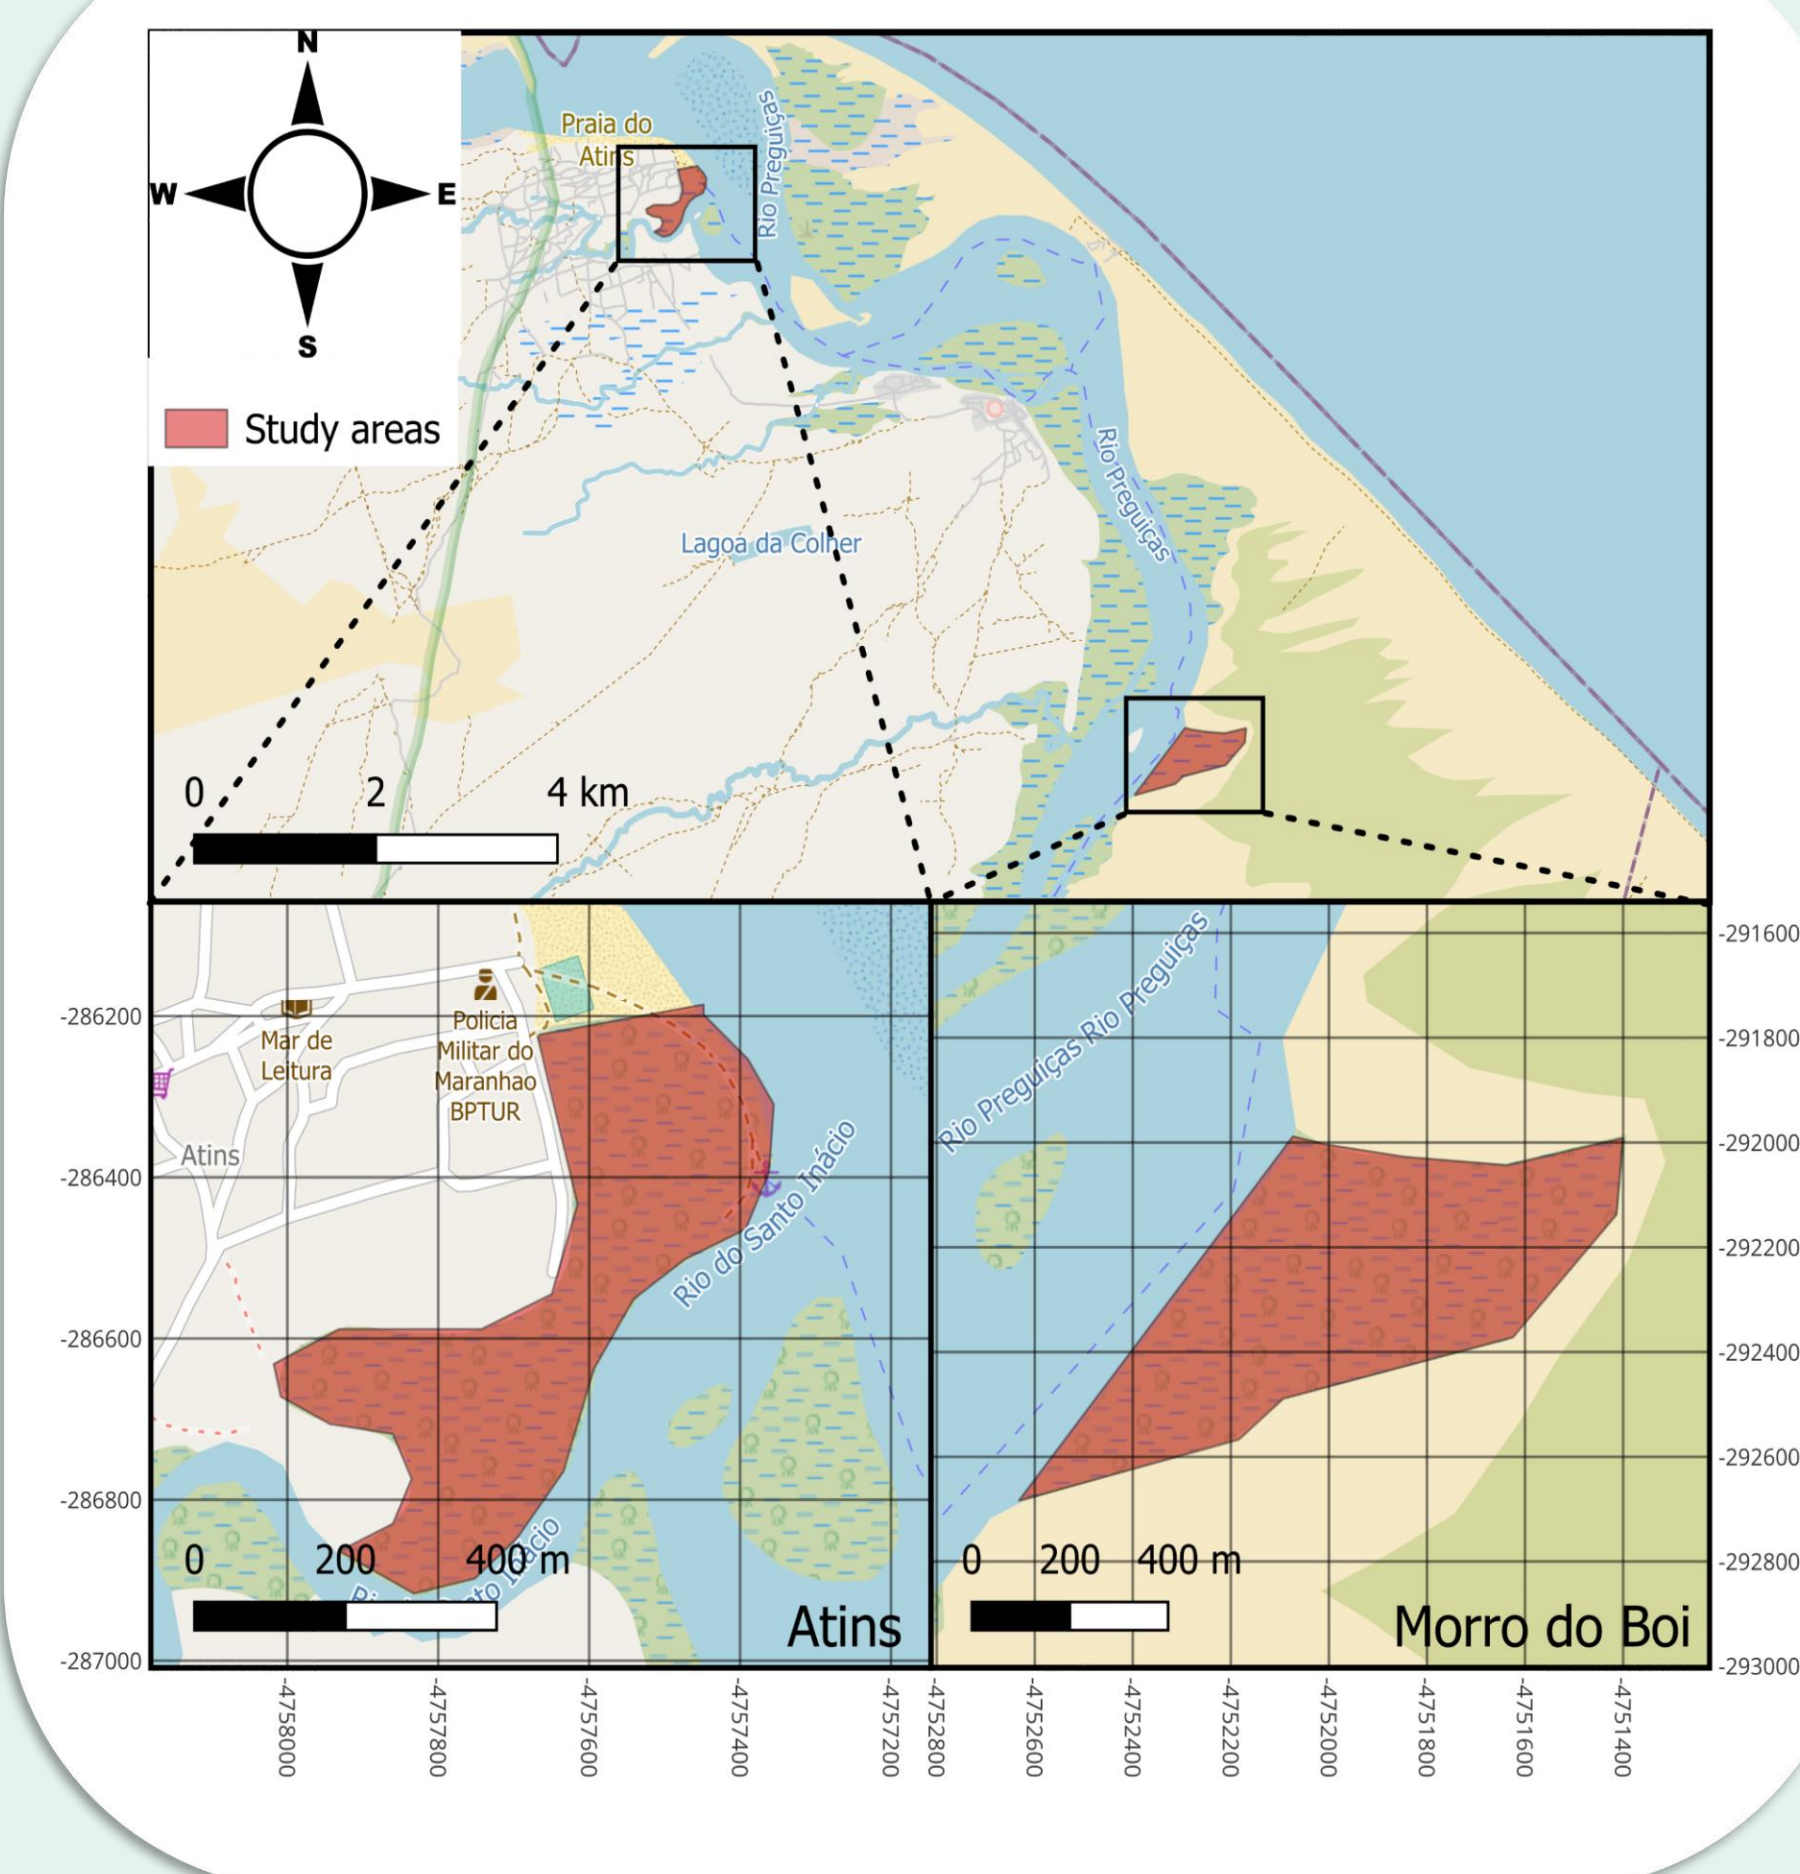 N
W
E
S
Study areas
Praia do
Atins
Rio Preguiças
Rio Preguiças
Lagoa da Colher
0 2 4 km
-286200
-286400
-286600
-286800
-287000
Mar de
Leitura
Policia
Militar do
Maranhao
BPTUR
Atins
Rio do Santo Inácio
0 200 400 m
Atins
-4758000
-4757800
-4757600
-4757400
-4757200
Rio Preguiças Rio Preguiças
0 200 400 m
Morro do Boi
-291600
-291800
-292000
-292200
-292400
-292600
-292800
-293000
-4752800
-4752600
-4752400
-4752200
-4752000
-4751800
-4751600
-4751400